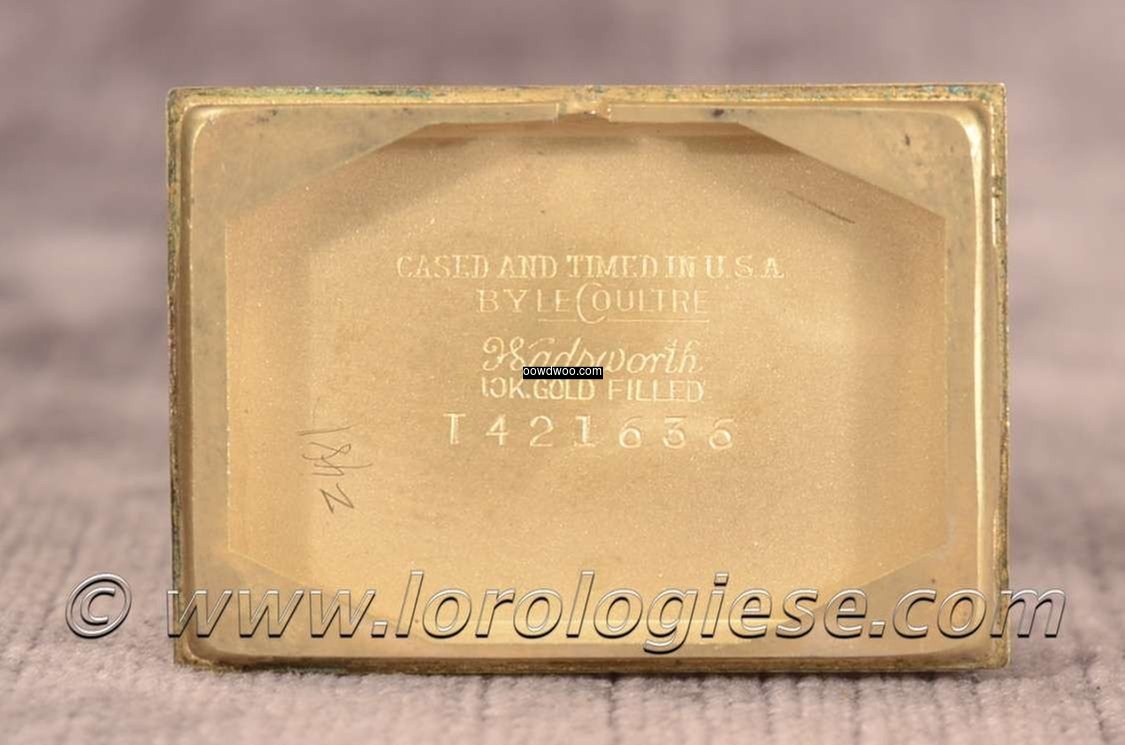 CASED AND TIMED IN U.S.A
BY LECOULTRE
Wadsworth
oowdwoo.com
10K. GOLD FILLED
T421636
© www.lorologiese.com